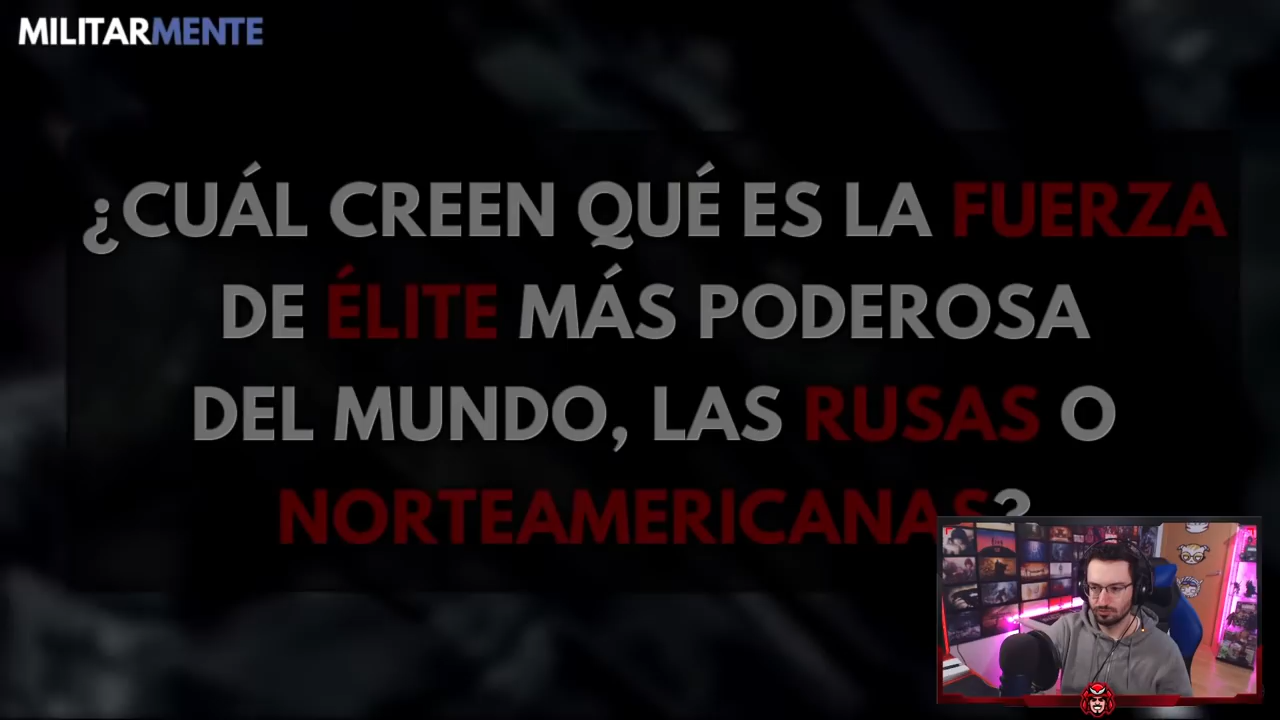 MILITARMENTE
¿CUÁL CREEN QUÉ ES LA FUERZA
DE ÉLITE MÁS PODEROSA
DEL MUNDO, LAS RUSAS O
NORTEAMERICANAS?